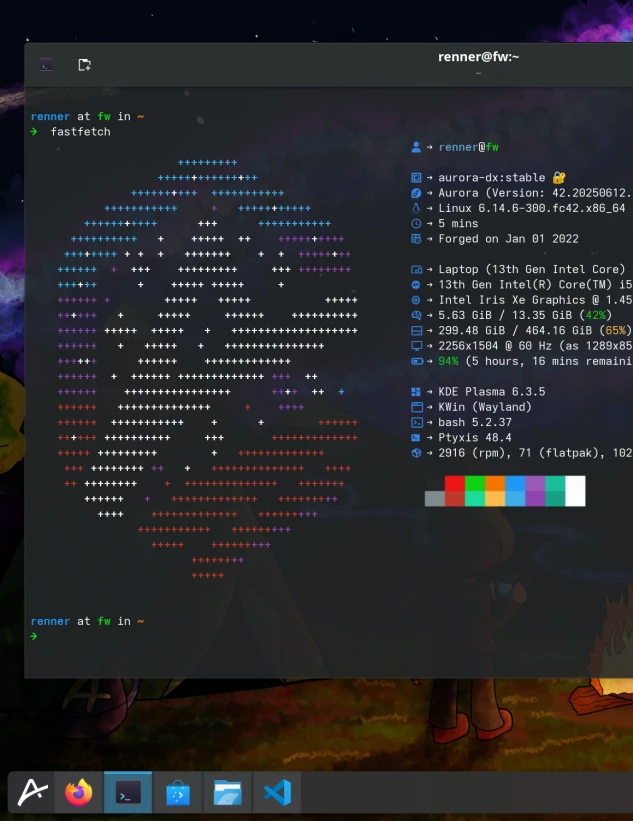 renner@fw:~
~
renner at fw in ~
→ fastfetch
→ renner@fw
→ aurora-dx:stable 🔐
→ Aurora (Version: 42.20250612.
→ Linux 6.14.6-300.fc42.x86_64
→ 5 mins
→ Forged on Jan 01 2022
→ Laptop (13th Gen Intel Core)
→ 13th Gen Intel(R) Core(TM) i5
→ Intel Iris Xe Graphics @ 1.45
→ 5.63 GiB / 13.35 GiB (42%)
→ 299.48 GiB / 464.16 GiB (65%)
→ 2256x1504 @ 60 Hz (as 1289x85
→ 94% (5 hours, 16 mins remaini
→ KDE Plasma 6.3.5
→ KWin (Wayland)
→ bash 5.2.37
→ Ptyxis 48.4
→ 2916 (rpm), 71 (flatpak), 102
renner at fw in ~
→